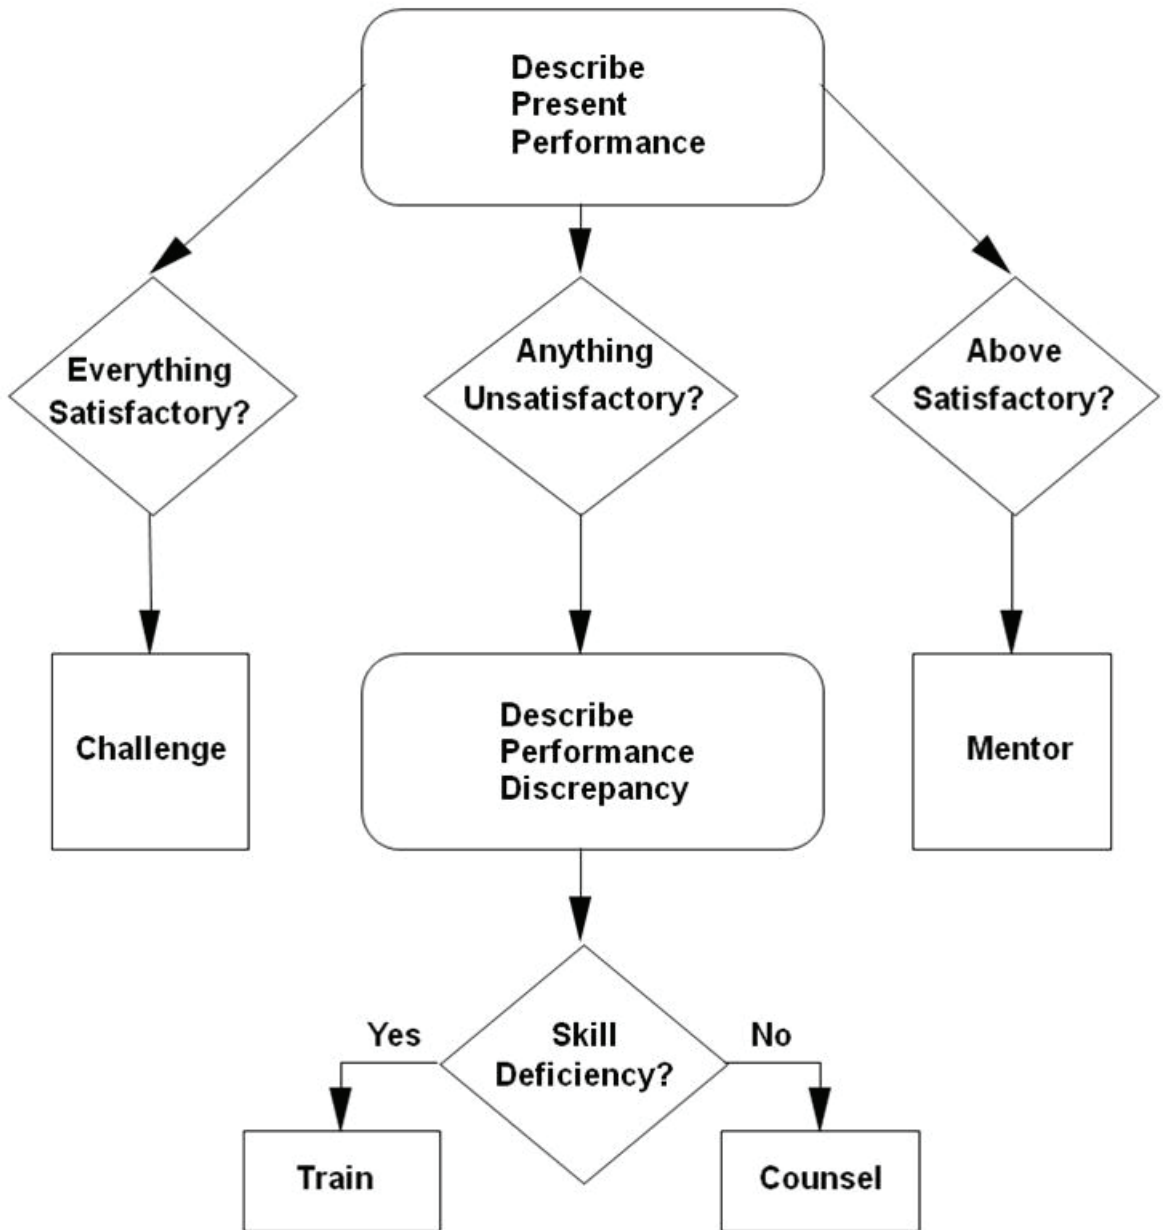 Describe
Present
Performance
Everything
Satisfactory?
Anything
Unsatisfactory?
Above
Satisfactory?
Challenge
Describe
Performance
Discrepancy
Mentor
Yes
Skill
Deficiency?
No
Train
Counsel